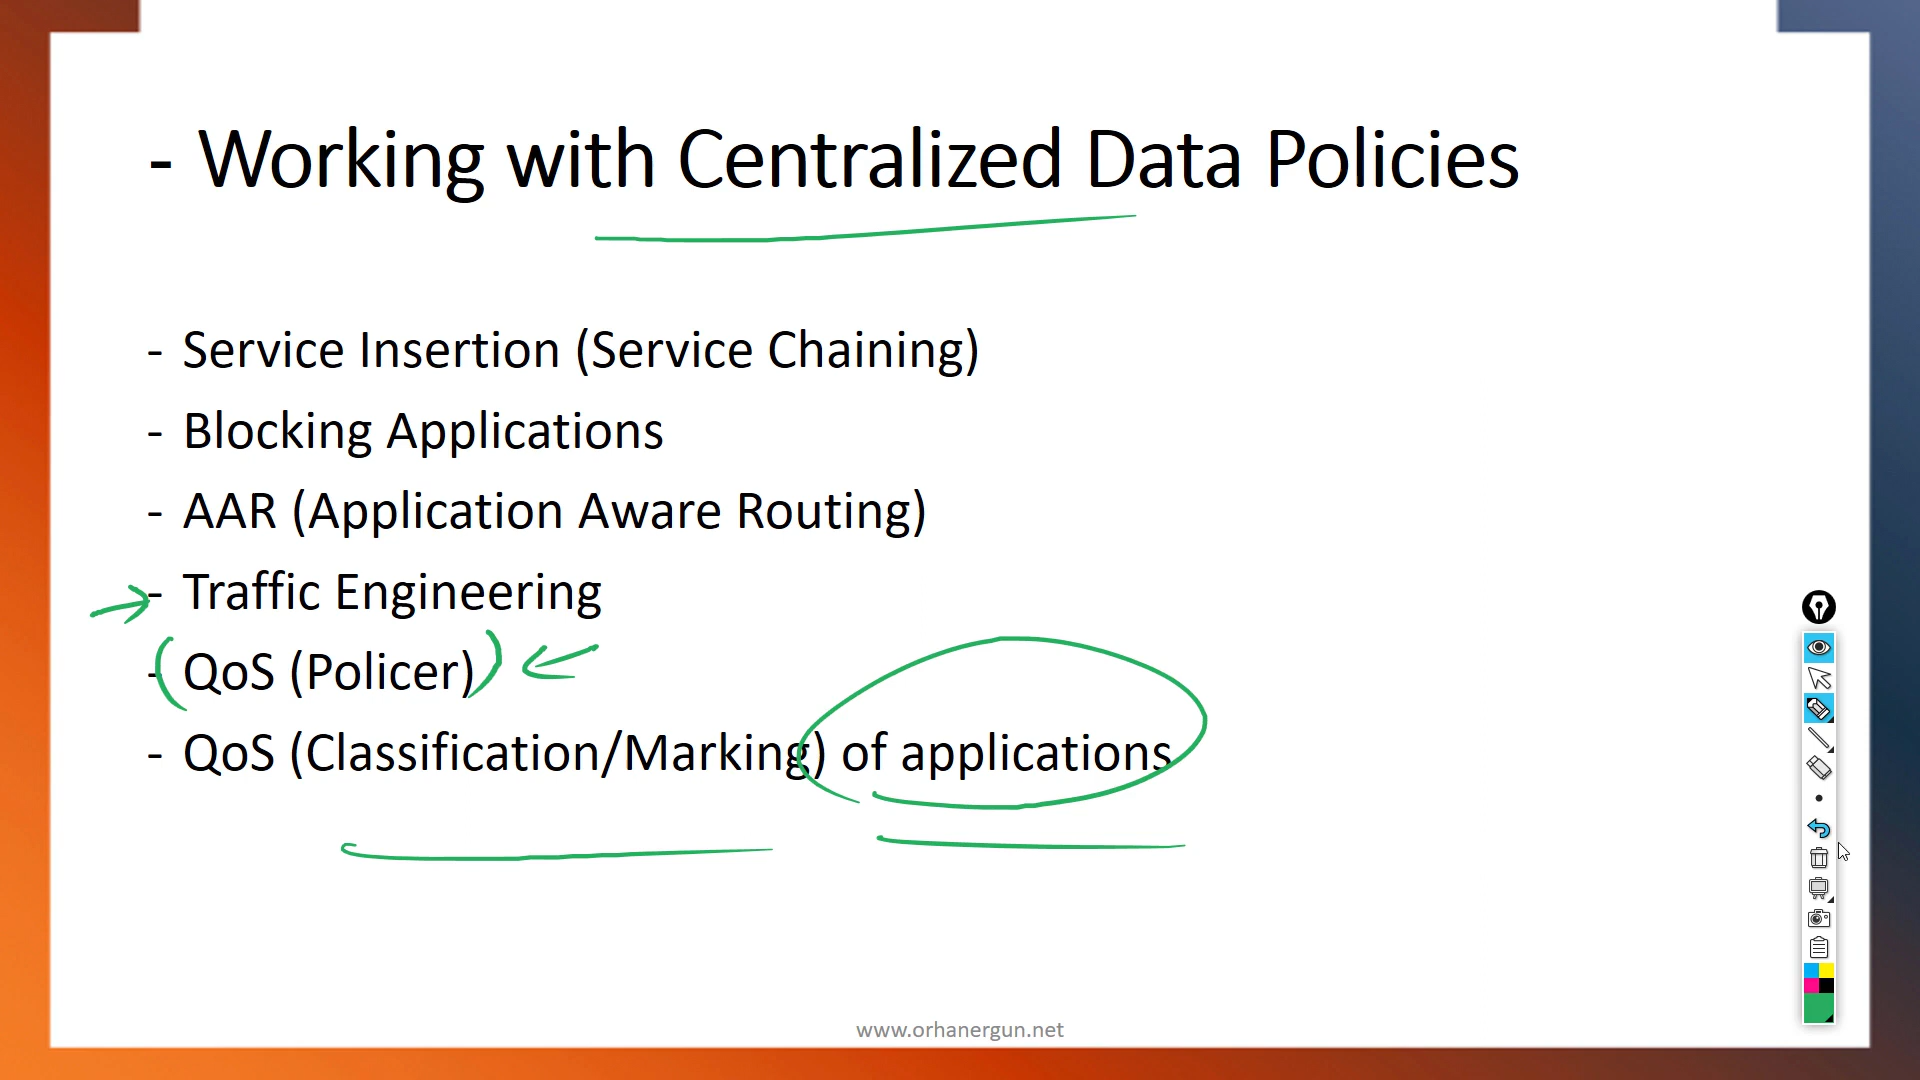 - Working with Centralized Data Policies
- Service Insertion (Service Chaining)
- Blocking Applications
- AAR (Application Aware Routing)
- Traffic Engineering
- QoS (Policer)
- QoS (Classification/Marking) of applications
www.orhanergun.net